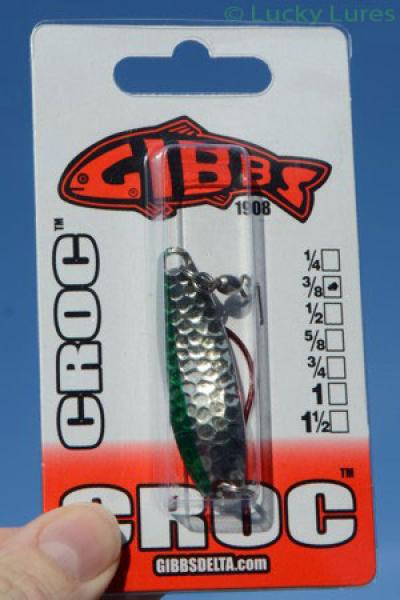 © Lucky Lures
GIBBS
1908
CROC™
1/4
3/8
1/2
5/8
3/4
1
1 1/2
CROC™
GIBBSDELTA.com